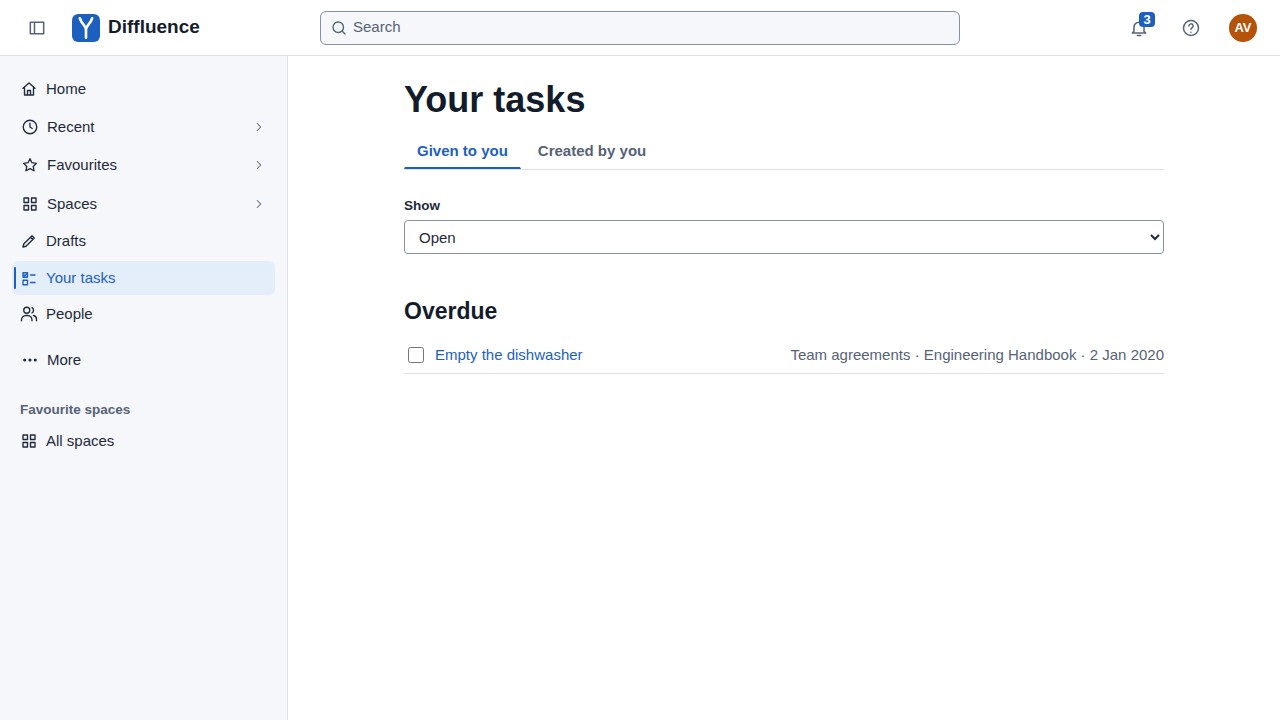 Diffluence
Search
3
AV
Home
Recent
Favourites
Spaces
Drafts
Your tasks
People
More
Favourite spaces
All spaces
Your tasks
Given to you
Created by you
Show
Open
Overdue
Empty the dishwasher
Team agreements · Engineering Handbook · 2 Jan 2020